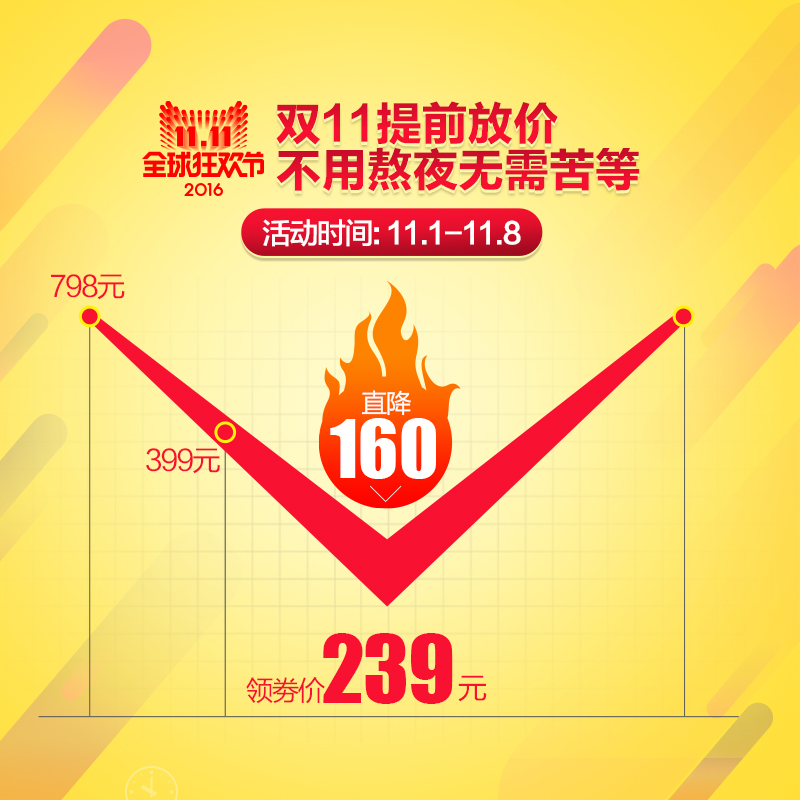 11.11
全球狂欢节
2016
双11提前放价
不用熬夜无需苦等
活动时间: 11.1-11.8
798元
399元
直降
160
领券价239元